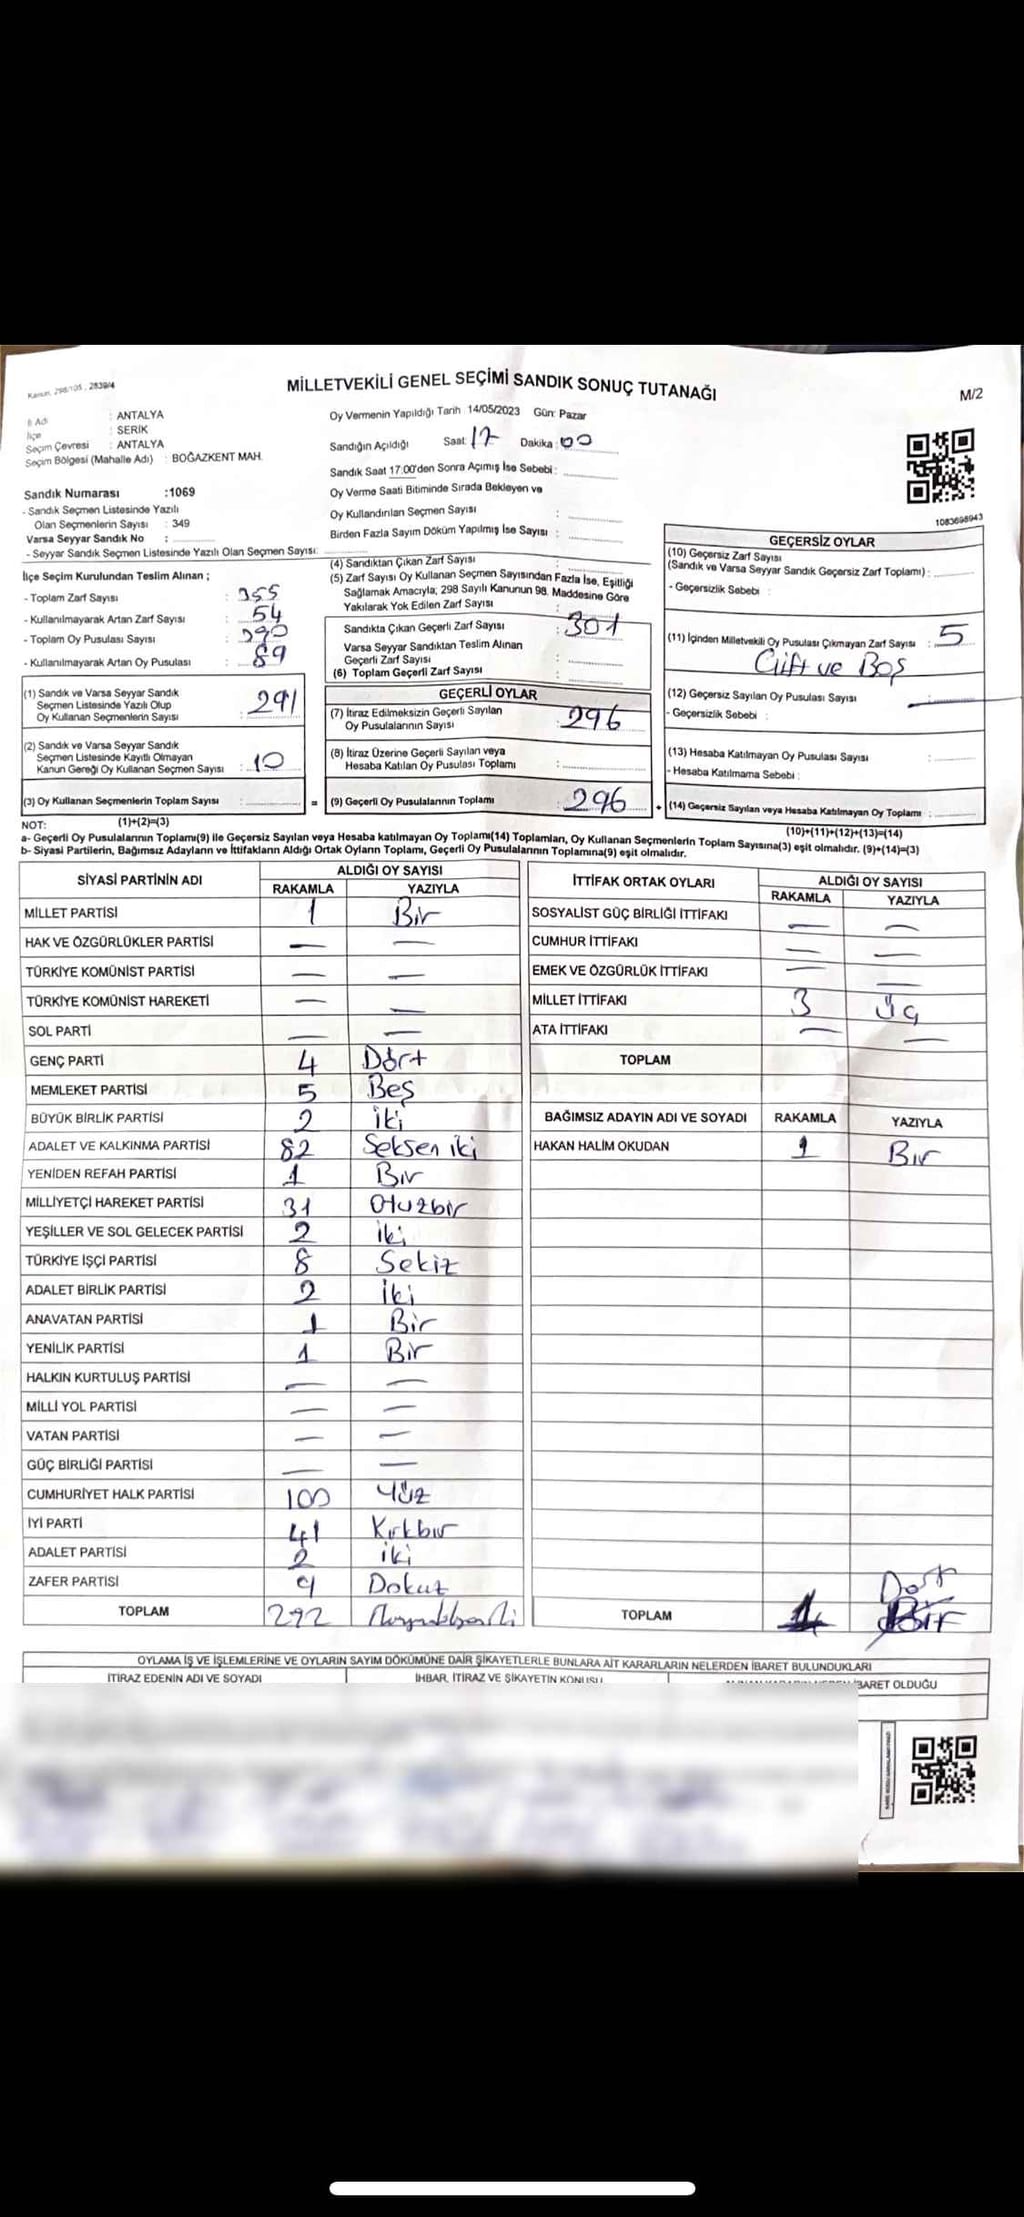 Kanun: 298/105 ; 2839/4
MİLLETVEKİLİ GENEL SEÇİMİ SANDIK SONUÇ TUTANAĞI
M/2
İl Adı : ANTALYA
İlçe : SERİK
Seçim Çevresi : ANTALYA
Seçim Bölgesi (Mahalle Adı) : BOĞAZKENT MAH.
Sandık Numarası :1069
- Sandık Seçmen Listesinde Yazılı
Olan Seçmenlerin Sayısı : 349
Varsa Seyyar Sandık No :
- Seyyar Sandık Seçmen Listesinde Yazılı Olan Seçmen Sayısı:
Oy Vermenin Yapıldığı Tarih : 14/05/2023 Gün: Pazar
Sandığın Açıldığı Saat: 17 Dakika : 00
Sandık Saat 17:00'den Sonra Açımış İse Sebebi :
Oy Verme Saati Bitiminde Sırada Bekleyen ve
Oy Kullandırılan Seçmen Sayısı :
Birden Fazla Sayım Döküm Yapılmış İse Sayısı :
1083698943
İlçe Seçim Kurulundan Teslim Alınan ;
- Toplam Zarf Sayısı : 355
- Kullanılmayarak Artan Zarf Sayısı : 54
- Toplam Oy Pusulası Sayısı : 390
- Kullanılmayarak Artan Oy Pusulası : 89
(1) Sandık ve Varsa Seyyar Sandık
Seçmen Listesinde Yazılı Olup
Oy Kullanan Seçmenlerin Sayısı : 291
(2) Sandık ve Varsa Seyyar Sandık
Seçmen Listesinde Kayıtlı Olmayan
Kanun Gereği Oy Kullanan Seçmen Sayısı : 10
(3) Oy Kullanan Seçmenlerin Toplam Sayısı :
(1)+(2)=(3)
(4) Sandıktan Çıkan Zarf Sayısı :
(5) Zarf Sayısı Oy Kullanan Seçmen Sayısından Fazla İse, Eşitliği
Sağlamak Amacıyla; 298 Sayılı Kanunun 98. Maddesine Göre
Yakılarak Yok Edilen Zarf Sayısı :
Sandıkta Çıkan Geçerli Zarf Sayısı : 301
Varsa Seyyar Sandıktan Teslim Alınan
Geçerli Zarf Sayısı :
(6) Toplam Geçerli Zarf Sayısı :
GEÇERLİ OYLAR
(7) İtiraz Edilmeksizin Geçerli Sayılan
Oy Pusulalarının Sayısı : 296
(8) İtiraz Üzerine Geçerli Sayılan veya
Hesaba Katılan Oy Pusulası Toplamı :
= (9) Geçerli Oy Pusulalarının Toplamı : 296 +
GEÇERSİZ OYLAR
(10) Geçersiz Zarf Sayısı
(Sandık ve Varsa Seyyar Sandık Geçersiz Zarf Toplamı) :
- Geçersizlik Sebebi :
(11) İçinden Milletvekili Oy Pusulası Çıkmayan Zarf Sayısı : 5
Çift ve Boş
(12) Geçersiz Sayılan Oy Pusulası Sayısı :
- Geçersizlik Sebebi :
(13) Hesaba Katılmayan Oy Pusulası Sayısı :
- Hesaba Katılmama Sebebi :
(14) Geçersiz Sayılan veya Hesaba Katılmayan Oy Toplamı :
(10)+(11)+(12)+(13)=(14)
NOT:
a- Geçerli Oy Pusulalarının Toplamı(9) ile Geçersiz Sayılan veya Hesaba katılmayan Oy Toplamı(14) Toplamları, Oy Kullanan Seçmenlerin Toplam Sayısına(3) eşit olmalıdır. (9)+(14)=(3)
b- Siyasi Partilerin, Bağımsız Adayların ve İttifakların Aldığı Ortak Oyların Toplamı, Geçerli Oy Pusulalarının Toplamına(9) eşit olmalıdır.
SİYASİ PARTİNİN ADI
ALDIĞI OY SAYISI
RAKAMLA YAZIYLA
MİLLET PARTİSİ 1 Bir
HAK VE ÖZGÜRLÜKLER PARTİSİ — —
TÜRKİYE KOMÜNİST PARTİSİ — —
TÜRKİYE KOMÜNİST HAREKETİ — —
SOL PARTİ — —
GENÇ PARTİ 4 Dört
MEMLEKET PARTİSİ 5 Beş
BÜYÜK BİRLİK PARTİSİ 2 İki
ADALET VE KALKINMA PARTİSİ 82 Seksen iki
YENİDEN REFAH PARTİSİ 1 Bir
MİLLİYETÇİ HAREKET PARTİSİ 31 Otuzbir
YEŞİLLER VE SOL GELECEK PARTİSİ 2 iki
TÜRKİYE İŞÇİ PARTİSİ 8 Sekiz
ADALET BİRLİK PARTİSİ 2 İki
ANAVATAN PARTİSİ 1 Bir
YENİLİK PARTİSİ 1 Bir
HALKIN KURTULUŞ PARTİSİ — —
MİLLİ YOL PARTİSİ — —
VATAN PARTİSİ — —
GÜÇ BİRLİĞİ PARTİSİ — —
CUMHURİYET HALK PARTİSİ 100 Yüz
İYİ PARTİ 41 Kırkbir
ADALET PARTİSİ 2 iki
ZAFER PARTİSİ 9 Dokuz
TOPLAM 292
İTTİFAK ORTAK OYLARI
ALDIĞI OY SAYISI
RAKAMLA YAZIYLA
SOSYALİST GÜÇ BİRLİĞİ İTTİFAKI — —
CUMHUR İTTİFAKI — —
EMEK VE ÖZGÜRLÜK İTTİFAKI — —
MİLLET İTTİFAKI 3 Üç
ATA İTTİFAKI — —
TOPLAM
BAĞIMSIZ ADAYIN ADI VE SOYADI RAKAMLA YAZIYLA
HAKAN HALİM OKUDAN 1 Bir
Dört
TOPLAM 4 Bir
OYLAMA İŞ VE İŞLEMLERİNE VE OYLARIN SAYIM DÖKÜMÜNE DAİR ŞİKAYETLERLE BUNLARA AİT KARARLARIN NELERDEN İBARET BULUNDUKLARI
İTİRAZ EDENİN ADI VE SOYADI İHBAR, İTİRAZ VE ŞİKAYETİN KONUSU İBARET OLDUĞU